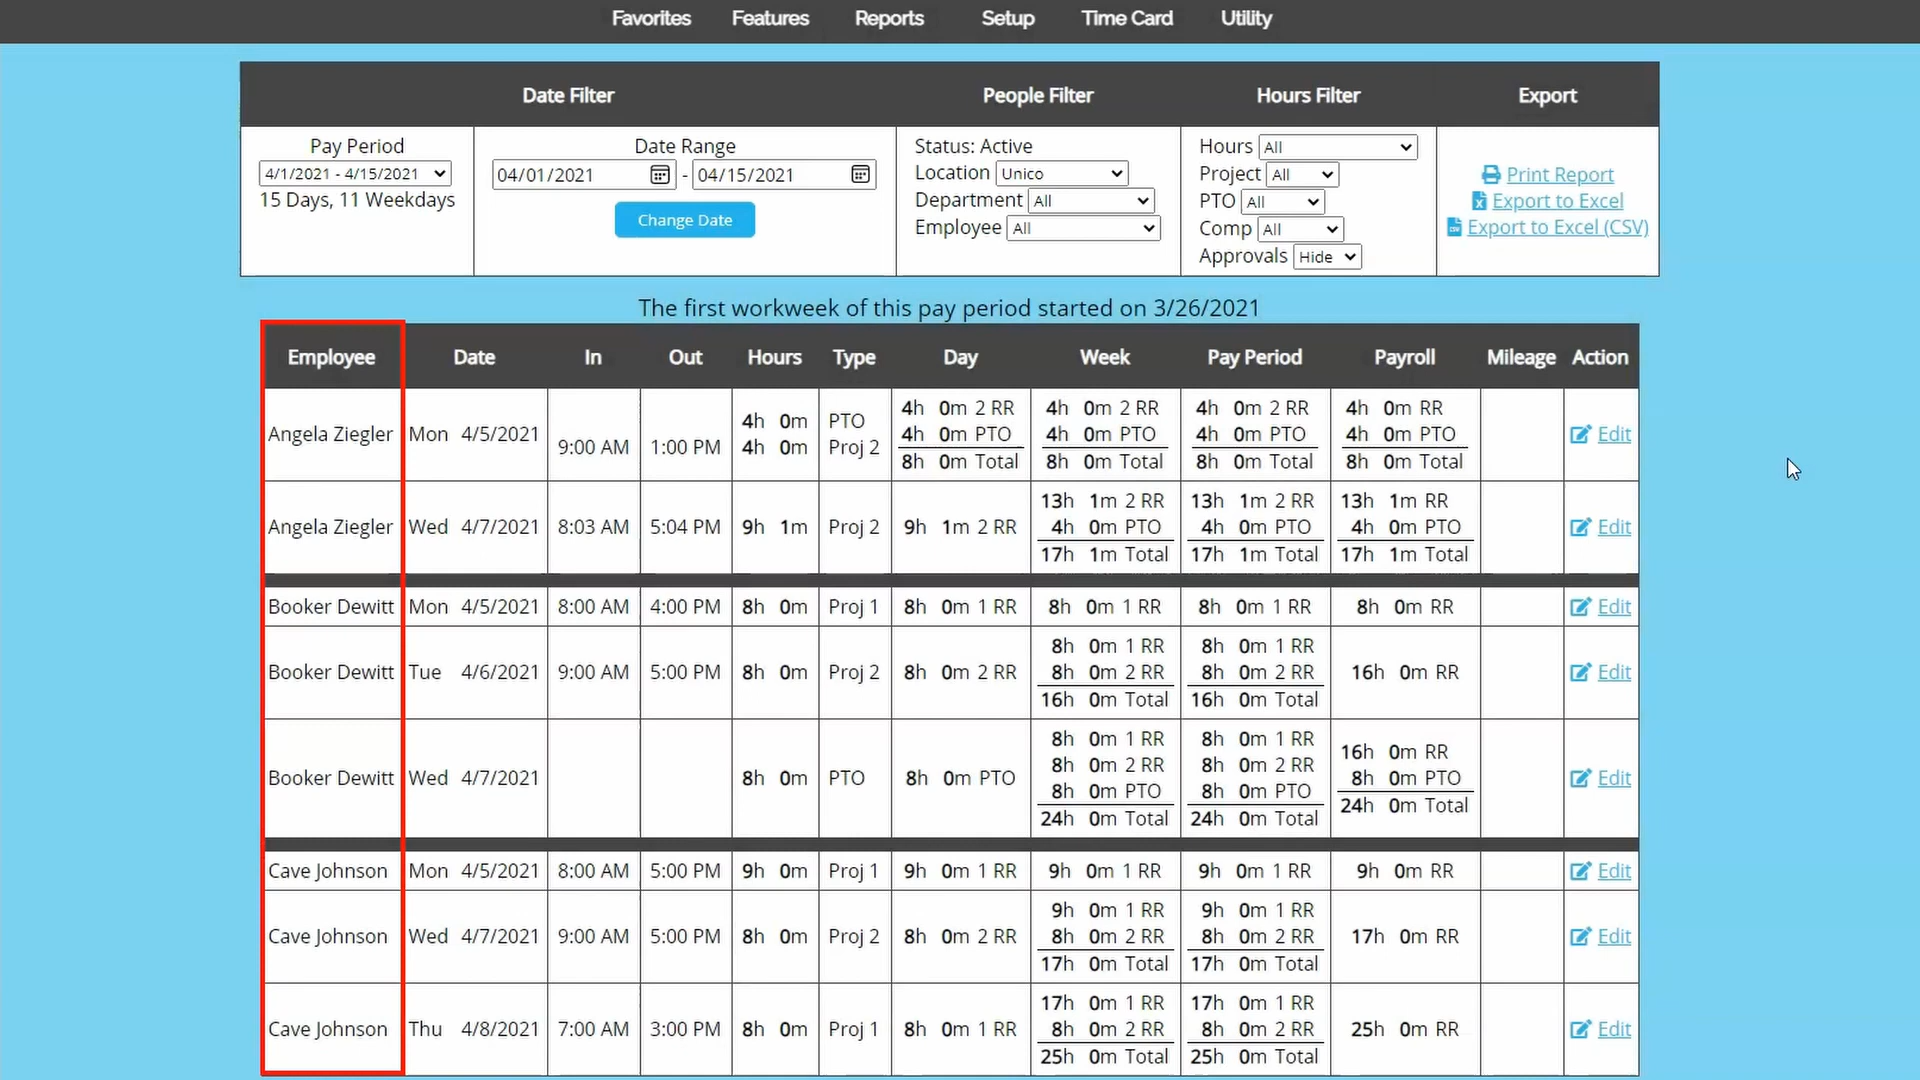 Favorites Features Reports Setup Time Card Utility
Date Filter People Filter Hours Filter Export
Pay Period
4/1/2021 - 4/15/2021
15 Days, 11 Weekdays
Date Range
04/01/2021 - 04/15/2021
Change Date
Status: Active
Location Unico
Department All
Employee All
Hours All
Project All
PTO All
Comp All
Approvals Hide
Print Report
Export to Excel
Export to Excel (CSV)
The first workweek of this pay period started on 3/26/2021
Employee Date In Out Hours Type Day Week Pay Period Payroll Mileage Action
4h 0m 2 RR 4h 0m 2 RR 4h 0m 2 RR 4h 0m RR
4h 0m PTO
Angela Ziegler Mon 4/5/2021 4h 0m PTO 4h 0m PTO 4h 0m PTO 4h 0m PTO Edit
9:00 AM 1:00 PM 4h 0m Proj 2
8h 0m Total 8h 0m Total 8h 0m Total 8h 0m Total
13h 1m 2 RR 13h 1m 2 RR 13h 1m RR
Angela Ziegler Wed 4/7/2021 8:03 AM 5:04 PM 9h 1m Proj 2 9h 1m 2 RR 4h 0m PTO 4h 0m PTO 4h 0m PTO Edit
17h 1m Total 17h 1m Total 17h 1m Total
Booker Dewitt Mon 4/5/2021 8:00 AM 4:00 PM 8h 0m Proj 1 8h 0m 1 RR 8h 0m 1 RR 8h 0m 1 RR 8h 0m RR Edit
8h 0m 1 RR 8h 0m 1 RR
Booker Dewitt Tue 4/6/2021 9:00 AM 5:00 PM 8h 0m Proj 2 8h 0m 2 RR 8h 0m 2 RR 8h 0m 2 RR 16h 0m RR Edit
16h 0m Total 16h 0m Total
8h 0m 1 RR 8h 0m 1 RR
16h 0m RR
8h 0m 2 RR 8h 0m 2 RR
Booker Dewitt Wed 4/7/2021 8h 0m PTO 8h 0m PTO 8h 0m PTO Edit
8h 0m PTO 8h 0m PTO
24h 0m Total
24h 0m Total 24h 0m Total
Cave Johnson Mon 4/5/2021 8:00 AM 5:00 PM 9h 0m Proj 1 9h 0m 1 RR 9h 0m 1 RR 9h 0m 1 RR 9h 0m RR Edit
9h 0m 1 RR 9h 0m 1 RR
Cave Johnson Wed 4/7/2021 9:00 AM 5:00 PM 8h 0m Proj 2 8h 0m 2 RR 8h 0m 2 RR 8h 0m 2 RR 17h 0m RR Edit
17h 0m Total 17h 0m Total
17h 0m 1 RR 17h 0m 1 RR
Cave Johnson Thu 4/8/2021 7:00 AM 3:00 PM 8h 0m Proj 1 8h 0m 1 RR 8h 0m 2 RR 8h 0m 2 RR 25h 0m RR Edit
25h 0m Total 25h 0m Total